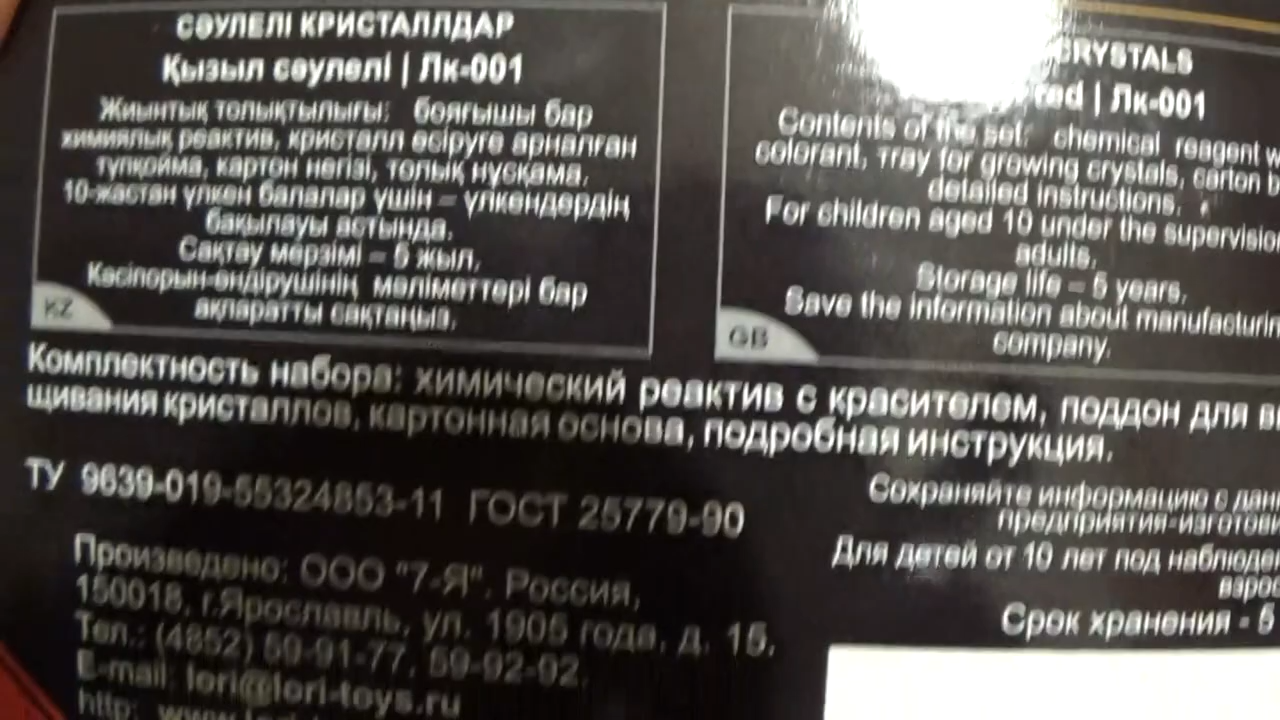 СӘУЛЕЛІ КРИСТАЛЛДАР
Қызыл сәулелі | Лк-001
Жиынтық толықтылығы: бояғышы бар
химиялық реактив, кристалл өсіруге арналған
тұпқойма, картон негізі, толық нұсқама.
10-жастан үлкен балалар үшін – үлкендердің
бақылауы астында.
Сақтау мерзімі – 5 жыл.
Кәсіпорын-өндірушінің мәліметтері бар
ақпаратты сақтаңыз.
KZ
CRYSTALS
red | Лк-001
Contents of the set: chemical reagent
colorant, tray for growing crystals, carton
detailed instructions.
For children aged 10 under the supervision
adults.
Storage life – 5 years.
Save the information about manufacturin
company.
GB
Комплектность набора: химический реактив с красителем, поддон для
щивания кристаллов, картонная основа, подробная инструкция.
ТУ 9639-019-55324853-11 ГОСТ 25779-90
Сохраняйте информацию с
предприятия-изготови
Для детей от 10 лет под наблюде
взрос
Срок хранения - 5
Произведено: ООО "7-Я". Россия,
150018, г.Ярославль, ул. 1905 года, д. 15,
Тел.: (4852) 59-91-77, 59-92-92,
E-mail: lori@lori-toys.ru
http: